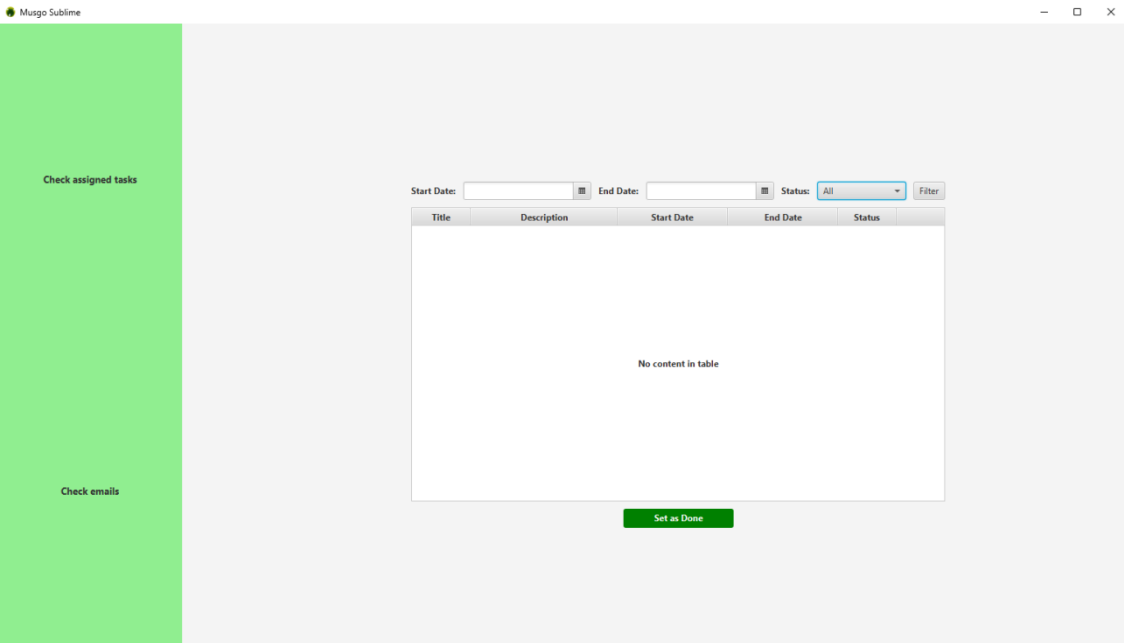 Musgo Sublime
Check assigned tasks
Check emails
Start Date: End Date: Status: All Filter
Title Description Start Date End Date Status
No content in table
Set as Done